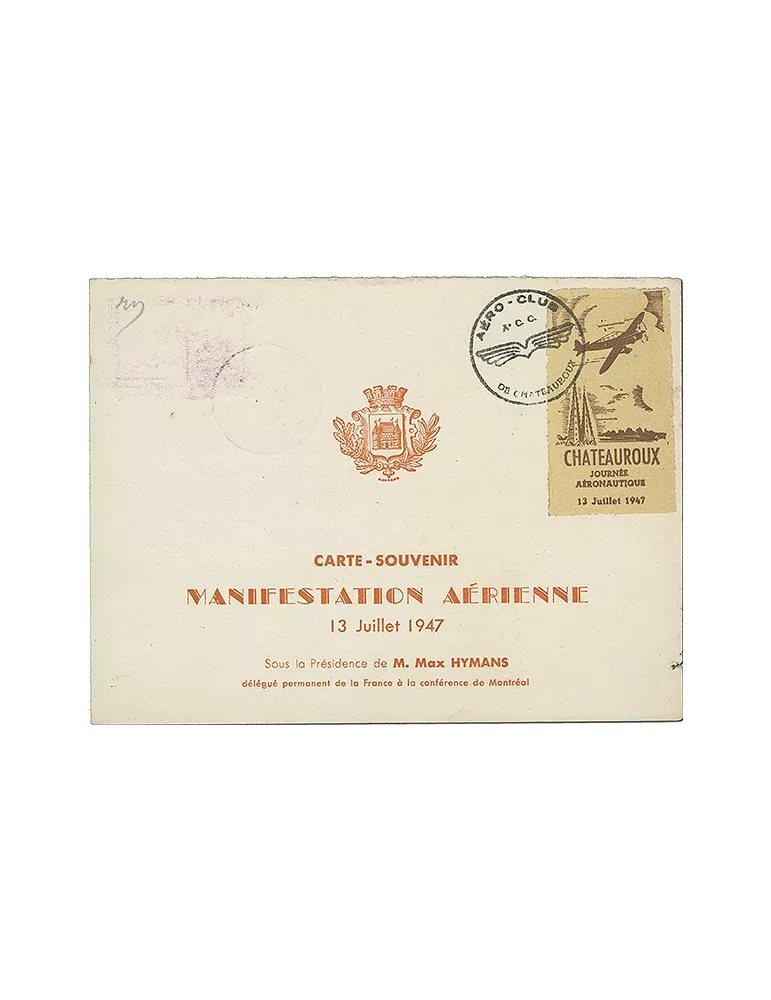 AÉRO-CLUB
A.C.C.
DE CHATEAUROUX
CHATEAUROUX
JOURNÉE
AÉRONAUTIQUE
13 Juillet 1947
CARTE-SOUVENIR
MANIFESTATION AÉRIENNE
13 Juillet 1947
Sous la Présidence de M. Max HYMANS
délégué permanent de la France à la conférence de Montréal